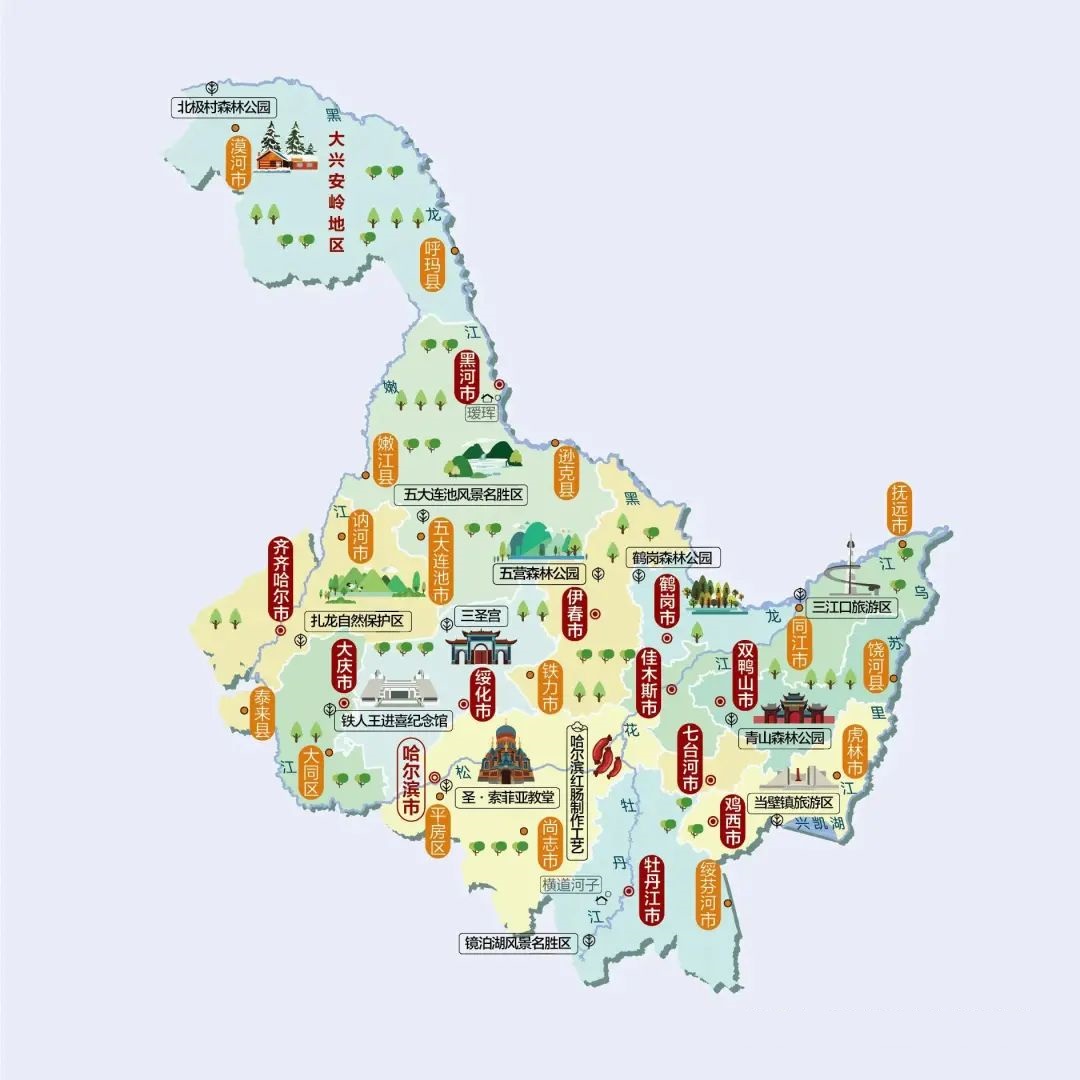 北极村森林公园
漠河市
大兴安岭地区
黑
龙
江
呼玛县
黑河市
瑷珲
嫩
江
嫩江县
逊克县
五大连池风景名胜区
讷河市
五大连池市
齐齐哈尔市
扎龙自然保护区
五营森林公园
黑
龙
江
鹤岗森林公园
鹤岗市
伊春市
三圣宫
抚远市
三江口旅游区
同江市
乌
苏
里
江
饶河县
大庆市
铁人王进喜纪念馆
绥化市
铁力市
佳木斯市
江
双鸭山市
青山森林公园
泰来县
大同区
江
哈尔滨市
松
花
圣·索菲亚教堂
哈尔滨红肠制作工艺
七台河市
虎林市
当壁镇旅游区
兴凯湖
鸡西市
平房区
尚志市
牡
丹
江
横道河子
牡丹江市
绥芬河市
镜泊湖风景名胜区